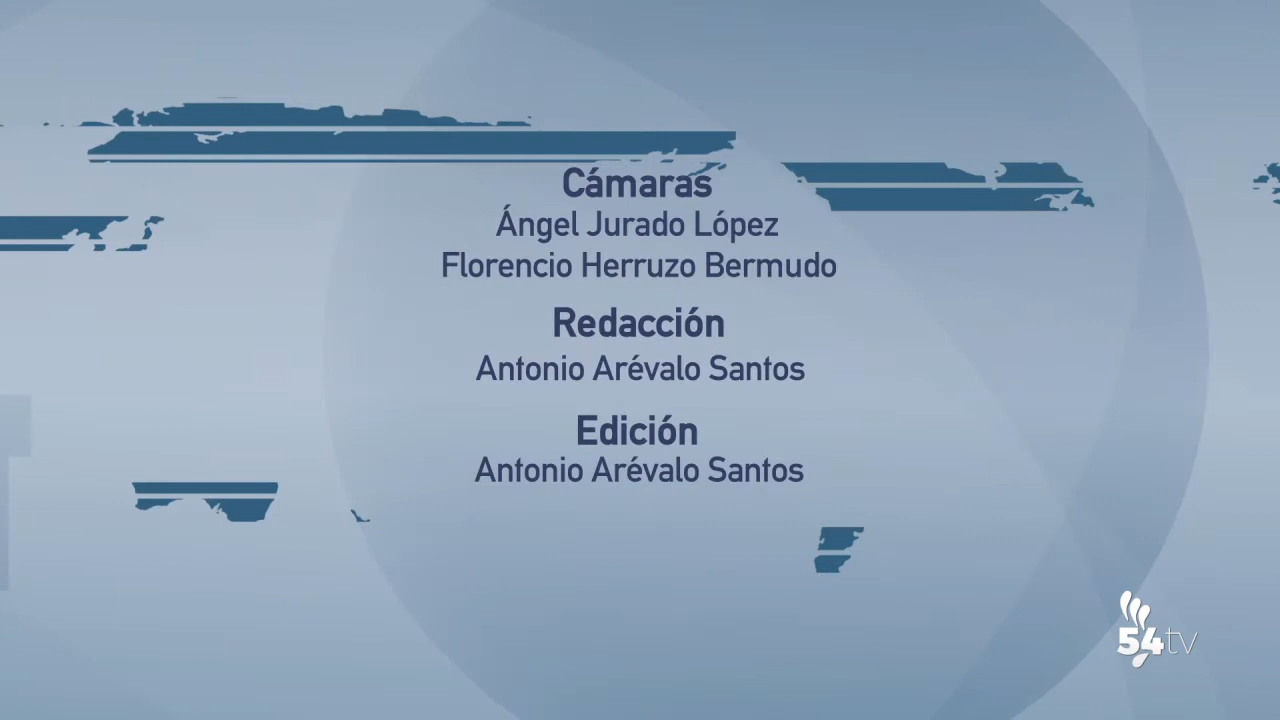 Cámaras
Ángel Jurado López
Florencio Herruzo Bermudo
Redacción
Antonio Arévalo Santos
Edición
Antonio Arévalo Santos
54tv